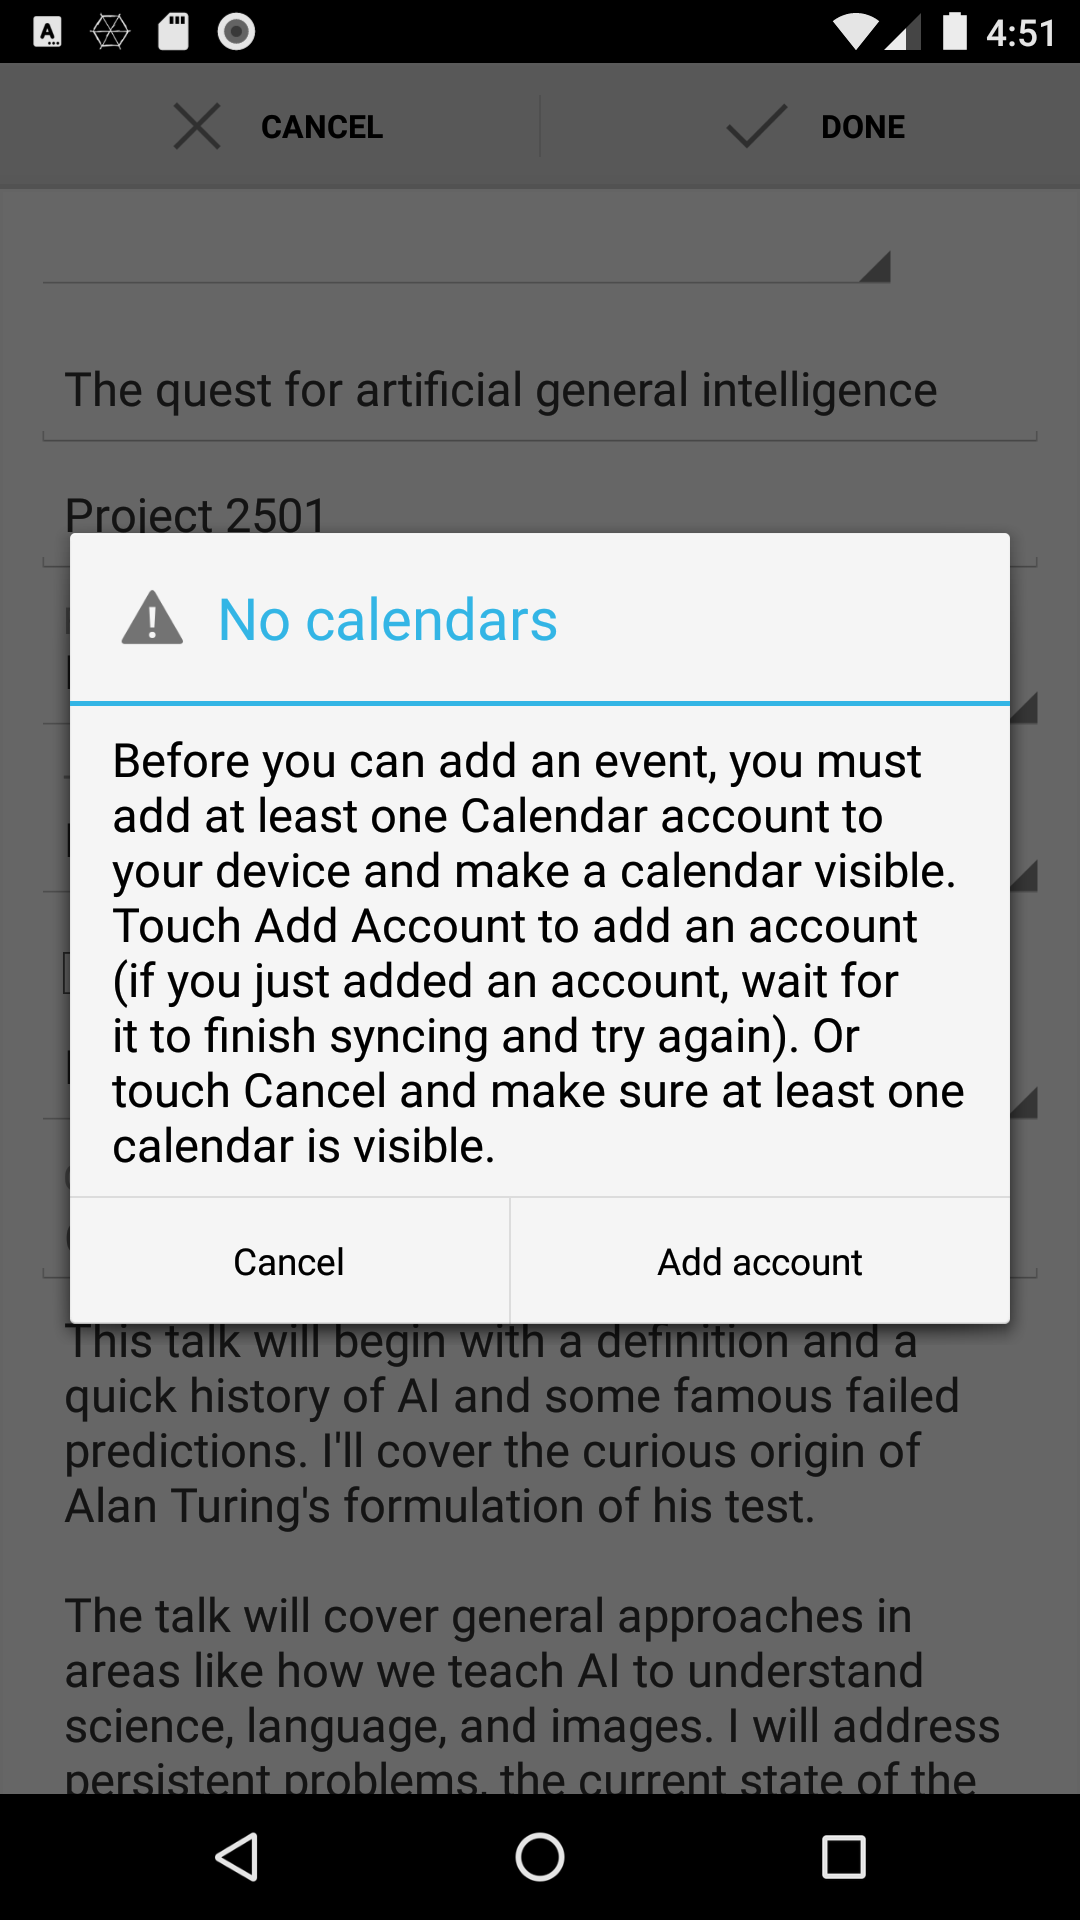 4:51
CANCEL
DONE
The quest for artificial general intelligence
Project 2501
No calendars
Before you can add an event, you must
add at least one Calendar account to
your device and make a calendar visible.
Touch Add Account to add an account
(if you just added an account, wait for
it to finish syncing and try again). Or
touch Cancel and make sure at least one
calendar is visible.
Cancel
Add account
This talk will begin with a definition and a
quick history of AI and some famous failed
predictions. I'll cover the curious origin of
Alan Turing's formulation of his test.
The talk will cover general approaches in
areas like how we teach AI to understand
science, language, and images. I will address
persistent problems, the current state of the